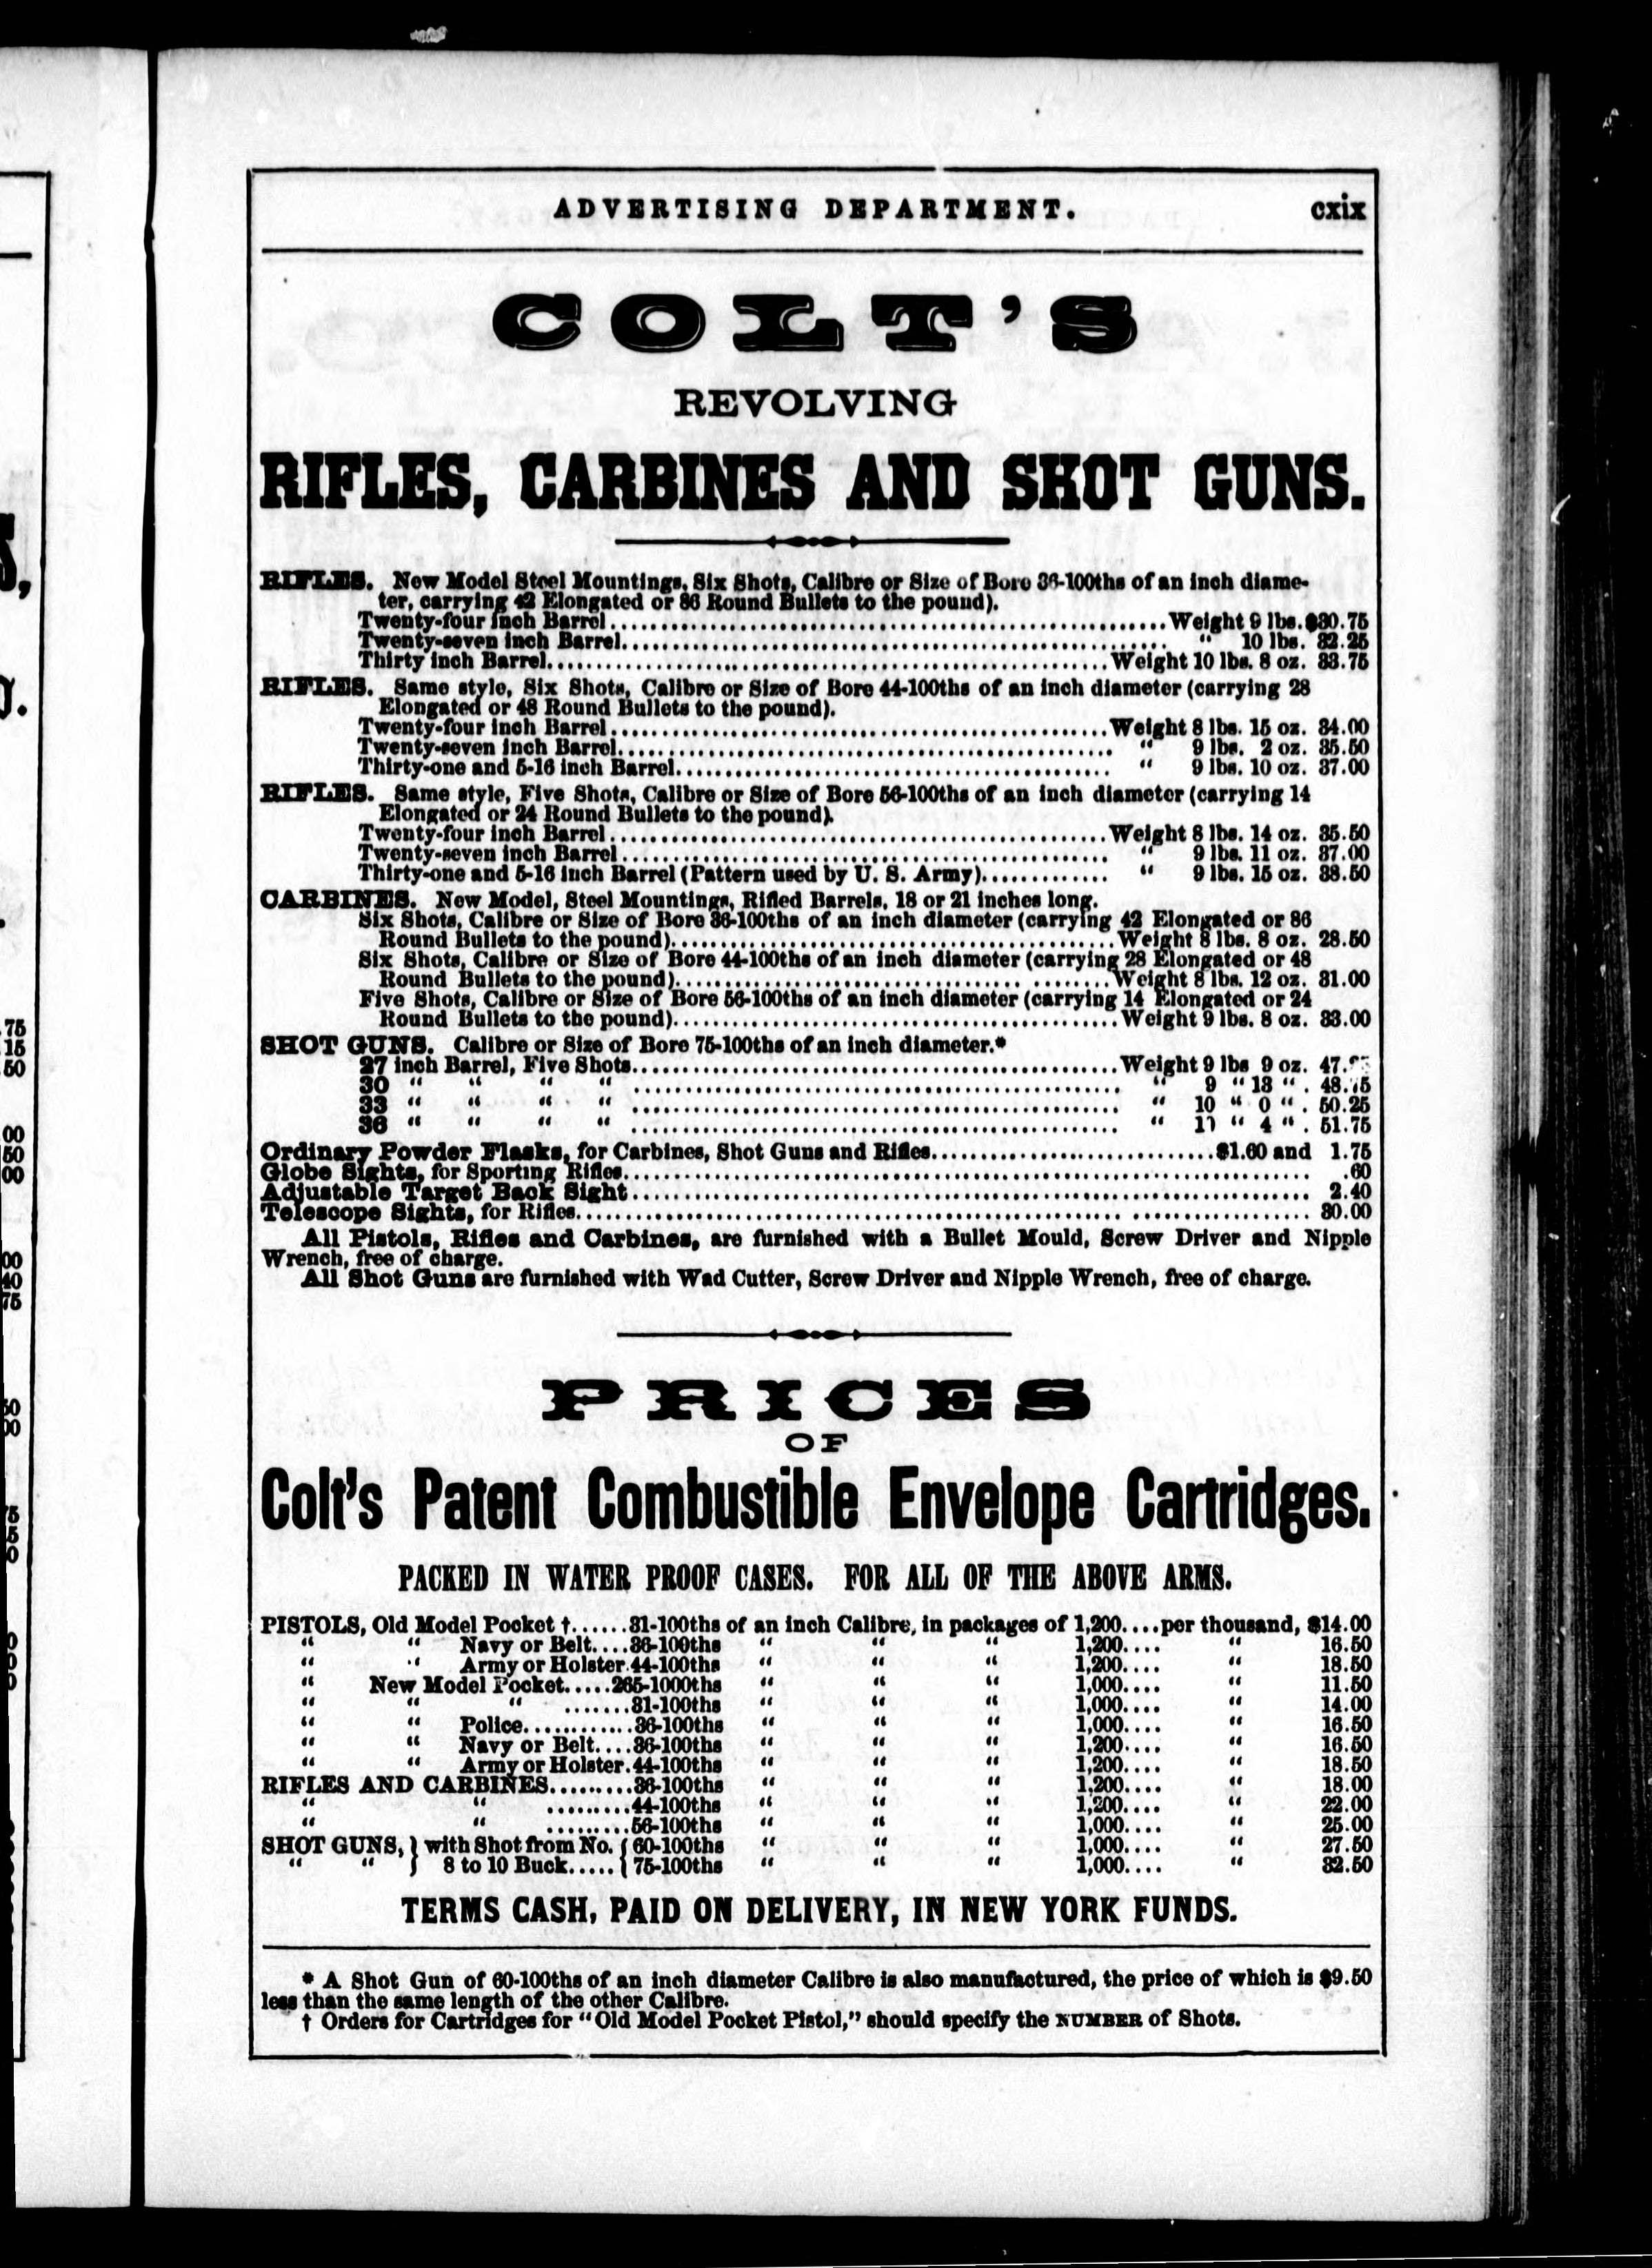 ADVERTISING DEPARTMENT. cxix
COLT'S
REVOLVING
RIFLES, CARBINES AND SHOT GUNS.
RIFLES. New Model Steel Mountings, Six Shots, Calibre or Size of Bore 36-100ths of an inch diame-
ter, carrying 42 Elongated or 86 Round Bullets to the pound).
Twenty-four inch Barrel........Weight 9 lbs. $30.75
Twenty-seven inch Barrel........ " 10 lbs. 32.25
Thirty inch Barrel........Weight 10 lbs. 8 oz. 33.75
RIFLES. Same style, Six Shots, Calibre or Size of Bore 44-100ths of an inch diameter (carrying 28
Elongated or 48 Round Bullets to the pound).
Twenty-four inch Barrel........Weight 8 lbs. 15 oz. 34.00
Twenty-seven inch Barrel........ " 9 lbs. 2 oz. 35.50
Thirty-one and 5-16 inch Barrel........ " 9 lbs. 10 oz. 37.00
RIFLES. Same style, Five Shots, Calibre or Size of Bore 56-100ths of an inch diameter (carrying 14
Elongated or 24 Round Bullets to the pound).
Twenty-four inch Barrel........Weight 8 lbs. 14 oz. 35.50
Twenty-seven inch Barrel........ " 9 lbs. 11 oz. 37.00
Thirty-one and 5-16 inch Barrel (Pattern used by U. S. Army)........ " 9 lbs. 15 oz. 38.50
CARBINES. New Model, Steel Mountings, Rifled Barrels, 18 or 21 inches long.
Six Shots, Calibre or Size of Bore 36-100ths of an inch diameter (carrying 42 Elongated or 86
Round Bullets to the pound)........Weight 8 lbs. 8 oz. 28.50
Six Shots, Calibre or Size of Bore 44-100ths of an inch diameter (carrying 28 Elongated or 48
Round Bullets to the pound)........Weight 8 lbs. 12 oz. 31.00
Five Shots, Calibre or Size of Bore 56-100ths of an inch diameter (carrying 14 Elongated or 24
Round Bullets to the pound)........Weight 9 lbs. 8 oz. 33.00
SHOT GUNS. Calibre or Size of Bore 75-100ths of an inch diameter.*
27 inch Barrel, Five Shots........Weight 9 lbs 9 oz.
30 " " " " ........ " 9 " 13 " . 48.75
33 " " " " ........ " 10 " 0 " . 50.25
36 " " " " ........ " " 4 " . 51.75
Ordinary Powder Flasks, for Carbines, Shot Guns and Rifles........$1.60 and 1.75
Globe Sights, for Sporting Rifles........ .60
Adjustable Target Back Sight........ 2.40
Telescope Sights, for Rifles........ 30.00
All Pistols, Rifles and Carbines, are furnished with a Bullet Mould, Screw Driver and Nipple
Wrench, free of charge.
All Shot Guns are furnished with Wad Cutter, Screw Driver and Nipple Wrench, free of charge.
PRICES
OF
Colt's Patent Combustible Envelope Cartridges.
PACKED IN WATER PROOF CASES. FOR ALL OF THE ABOVE ARMS.
PISTOLS, Old Model Pocket †......31-100ths of an inch Calibre, in packages of 1,200....per thousand, $14.00
" " Navy or Belt....36-100ths " " " 1,200.... " 16.50
" " Army or Holster.44-100ths " " " 1,200.... " 18.50
" New Model Pocket.....265-1000ths " " " 1,000.... " 11.50
" " " .......31-100ths " " " 1,000.... " 14.00
" " Police...........36-100ths " " " 1,000.... " 16.50
" " Navy or Belt....36-100ths " " " 1,200.... " 16.50
" " Army or Holster.44-100ths " " " 1,200.... " 18.50
RIFLES AND CARBINES.........36-100ths " " " 1,200.... " 18.00
" " .........44-100ths " " " 1,200.... " 22.00
" " .........56-100ths " " " 1,000.... " 25.00
SHOT GUNS, } with Shot from No. { 60-100ths " " " 1,000.... " 27.50
" " } 8 to 10 Buck..... { 75-100ths " " " 1,000.... " 32.50
TERMS CASH, PAID ON DELIVERY, IN NEW YORK FUNDS.
* A Shot Gun of 60-100ths of an inch diameter Calibre is also manufactured, the price of which is $9.50
less than the same length of the other Calibre.
† Orders for Cartridges for "Old Model Pocket Pistol," should specify the NUMBER of Shots.